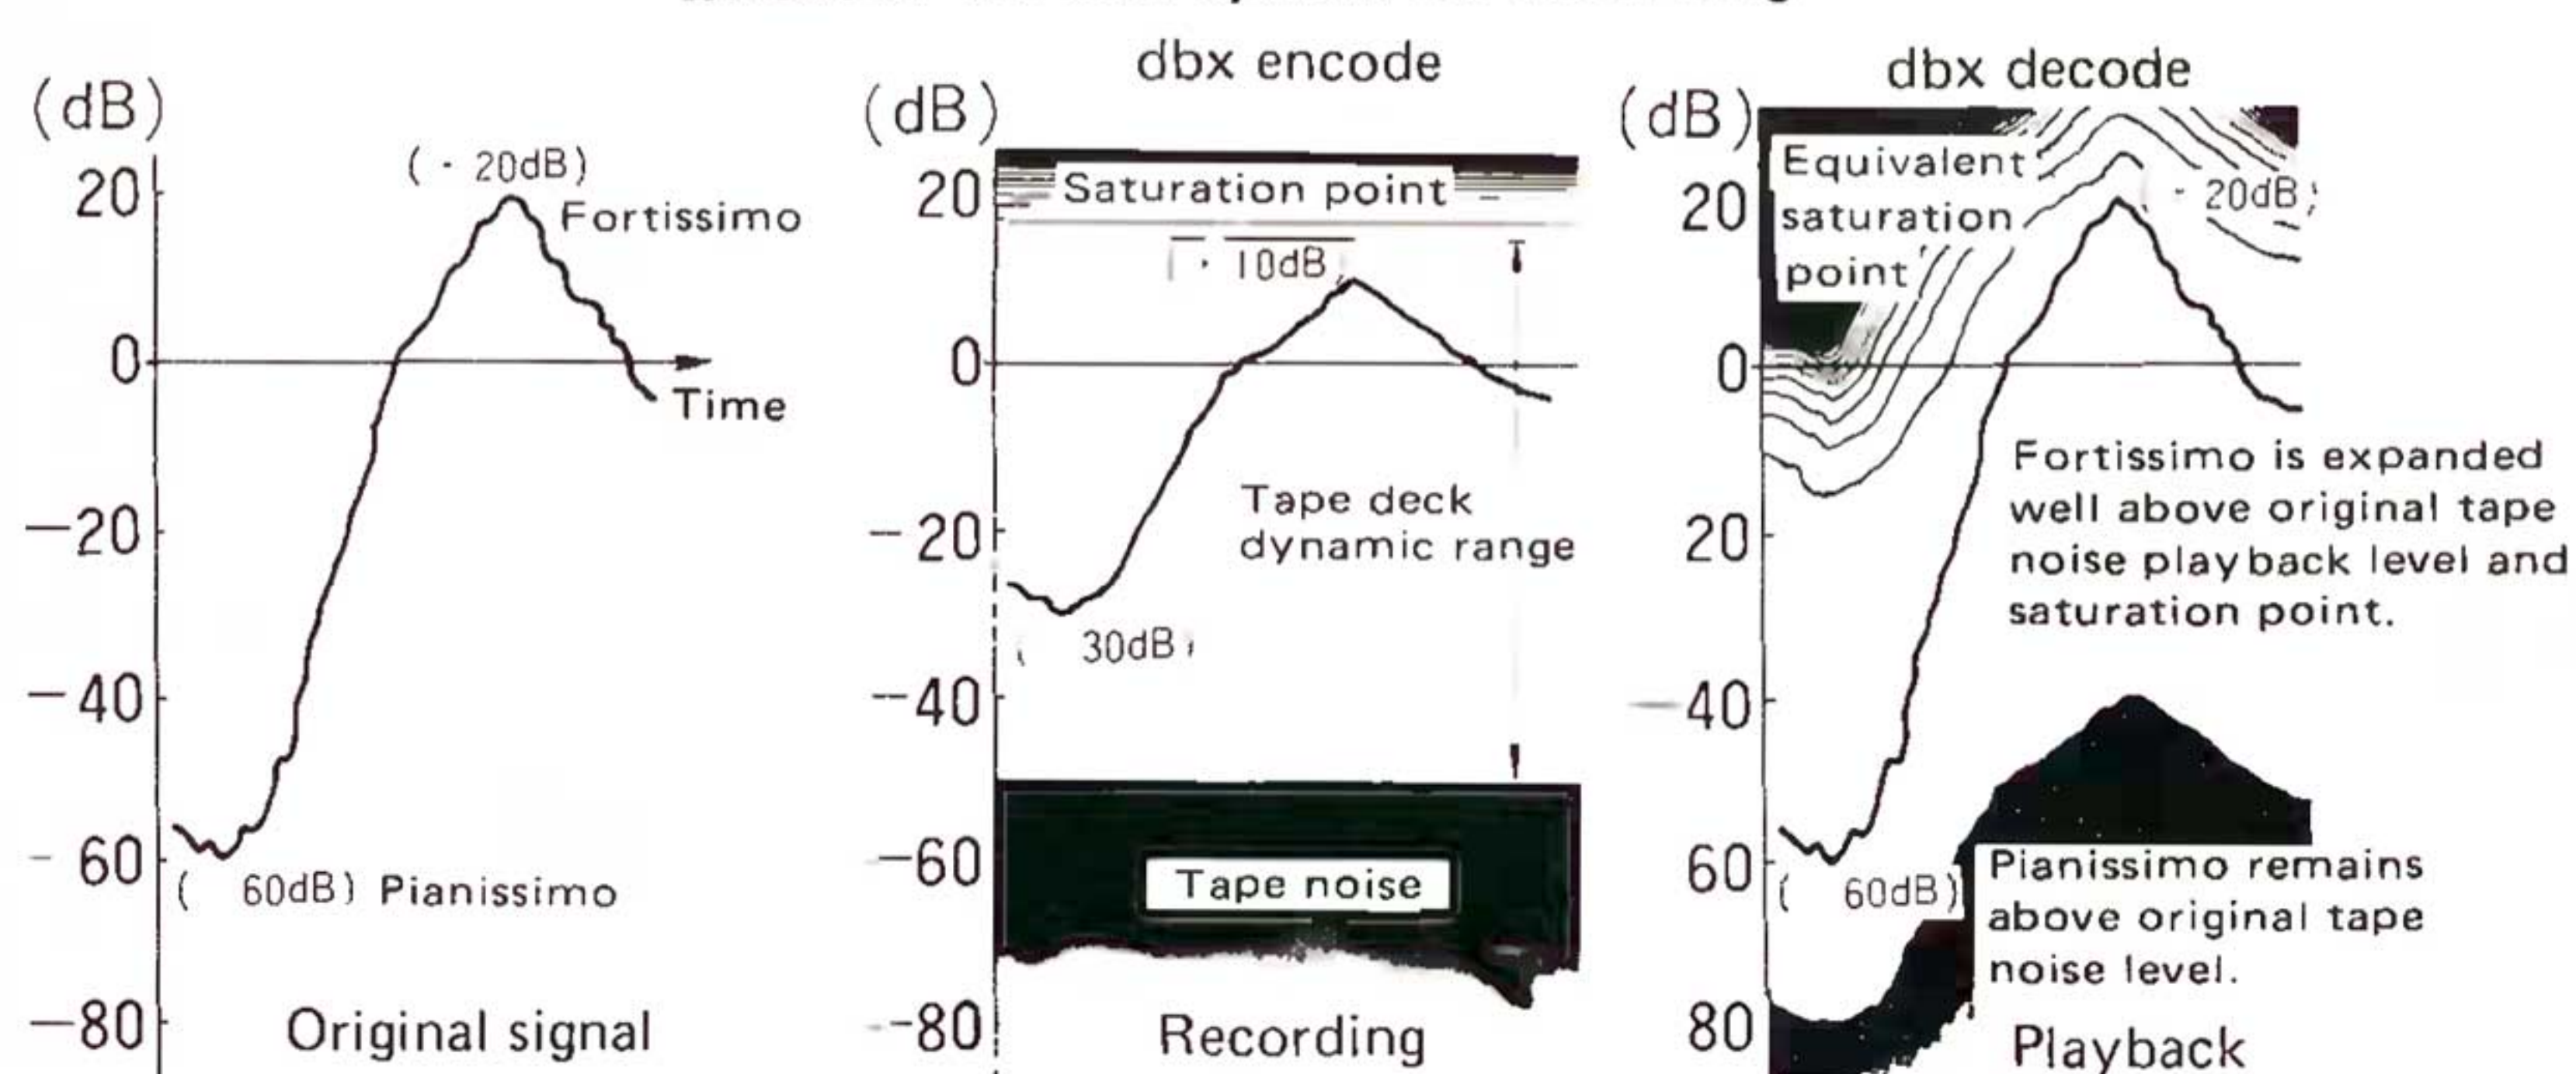 (dB)
20
0
—20
—40
- 60
—80
( - 20dB)
Fortissimo
Time
( 60dB) Pianissimo
Original signal
dbx encode
(dB)
20
0
—20
—40
—60
—80
Saturation point
10dB
Tape deck
dynamic range
( 30dB)
Tape noise
Recording
dbx decode
(dB)
20
0
20
—40
60
80
Equivalent
saturation
point
- 20dB)
Fortissimo is expanded
well above original tape
noise playback level and
saturation point.
( 60dB)
Pianissimo remains
above original tape
noise level.
Playback